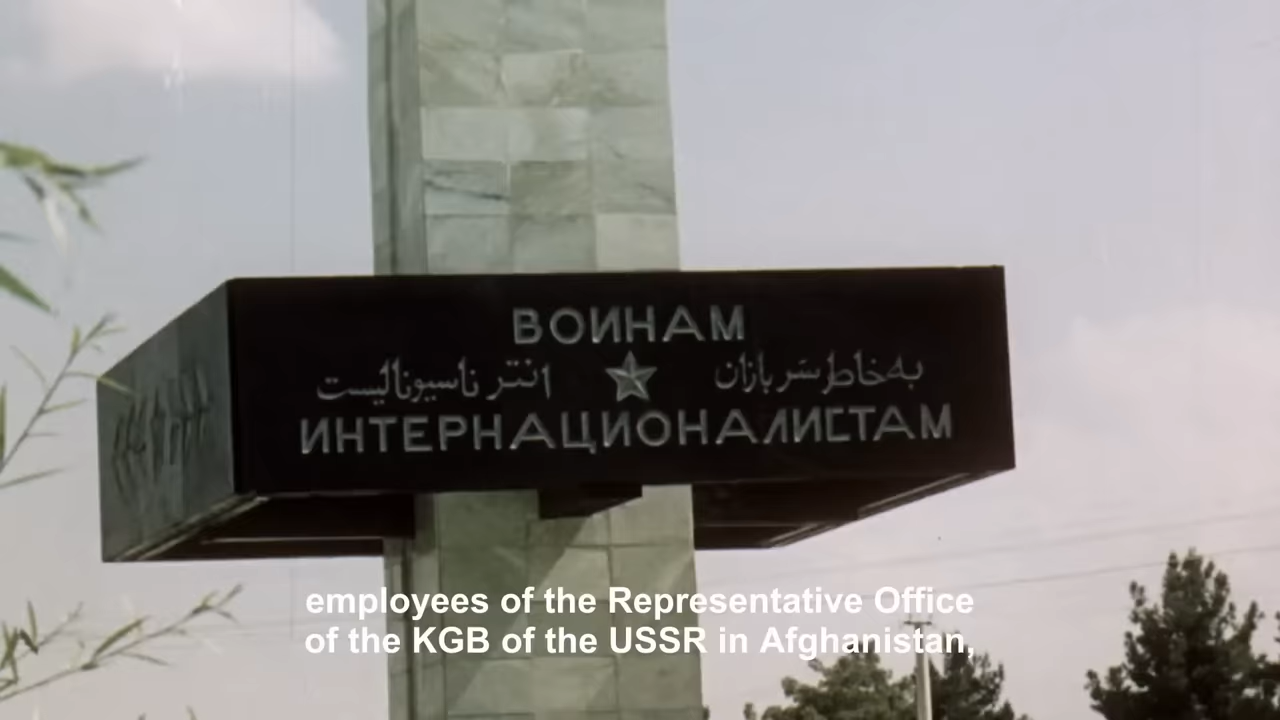 ВОИНАМ
به خاطر سربازان انترناسیونالیست
ИНТЕРНАЦИОНАЛИСТАМ
employees of the Representative Office
of the KGB of the USSR in Afghanistan,